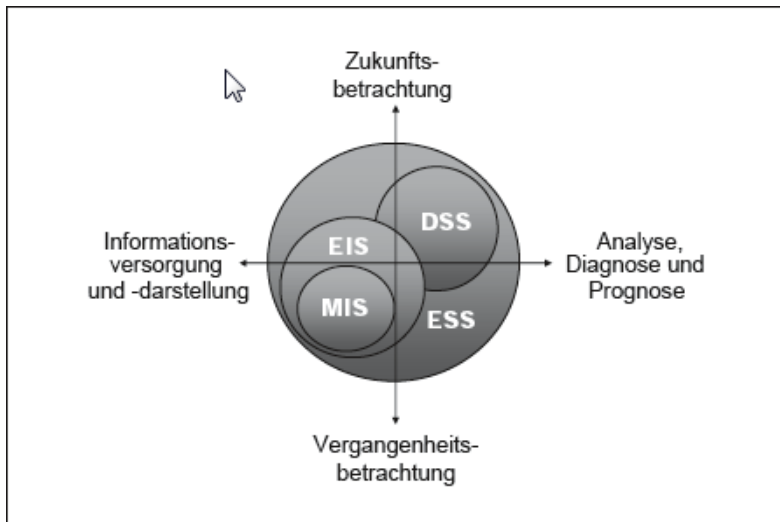 Zukunfts-
betrachtung
DSS
EIS
Informations-
versorgung
und -darstellung
Analyse,
Diagnose und
Prognose
MIS
ESS
Vergangenheits-
betrachtung